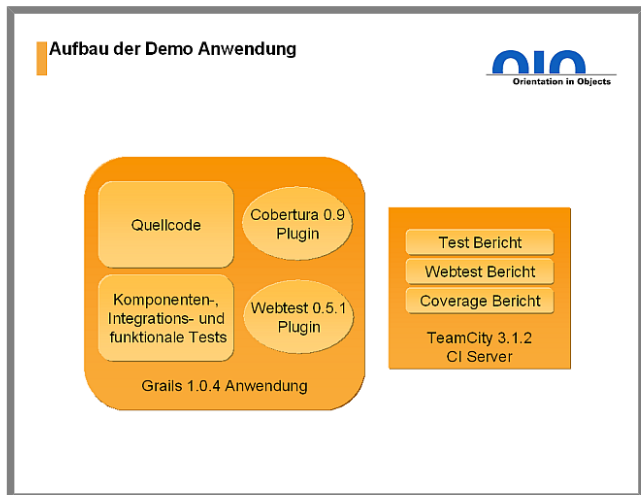 Aufbau der Demo Anwendung
OIO
Orientation in Objects
Quellcode
Cobertura 0.9
Plugin
Komponenten-,
Integrations- und
funktionale Tests
Webtest 0.5.1
Plugin
Grails 1.0.4 Anwendung
Test Bericht
Webtest Bericht
Coverage Bericht
TeamCity 3.1.2
CI Server